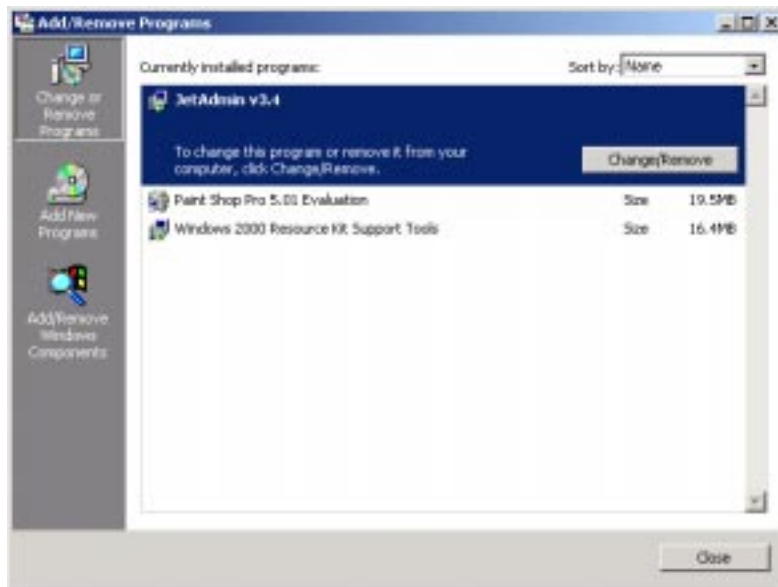 Add/Remove Programs
Change or
Remove
Programs
Add New
Programs
Add/Remove
Windows
Components
Currently installed programs:
Sort by: Name
JetAdmin v3.4
To change this program or remove it from your
computer, click Change/Remove.
Change/Remove
Paint Shop Pro 5.01 Evaluation Size 19.5MB
Windows 2000 Resource Kit Support Tools Size 16.4MB
Close